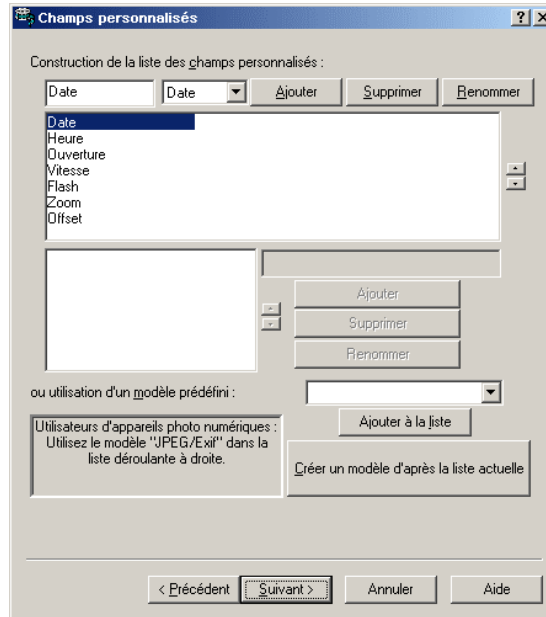 Champs personnalisés
Construction de la liste des champs personnalisés :
Date Date Ajouter Supprimer Renommer
Date
Heure
Ouverture
Vitesse
Flash
Zoom
Offset
Ajouter
Supprimer
Renommer
ou utilisation d'un modèle prédéfini :
Utilisateurs d'appareils photo numériques :
Utilisez le modèle "JPEG/Exif" dans la
liste déroulante à droite.
Ajouter à la liste
Créer un modèle d'après la liste actuelle
< Précédent Suivant > Annuler Aide